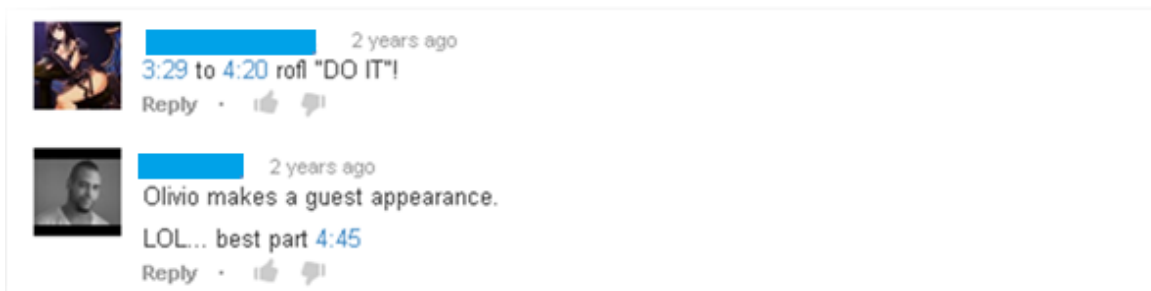 2 years ago
3:29 to 4:20 rofl "DO IT"!
Reply ·
2 years ago
Olivio makes a guest appearance.
LOL... best part 4:45
Reply ·